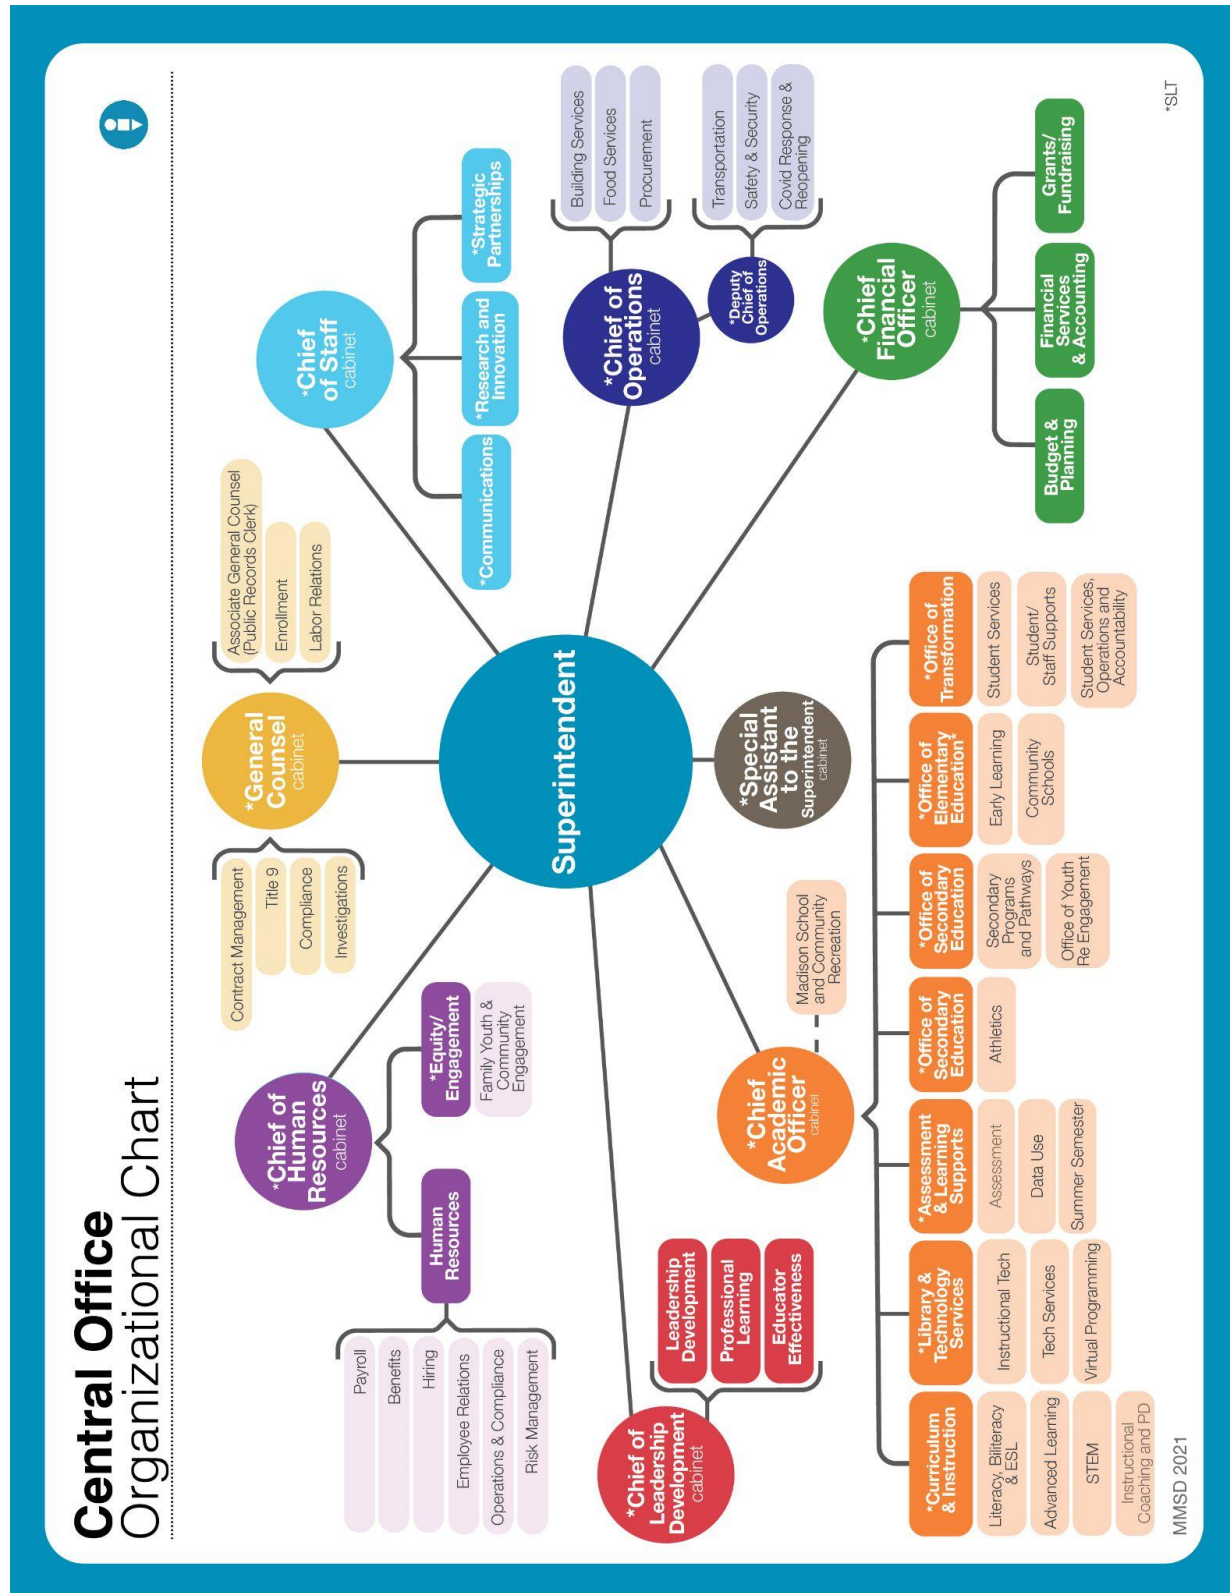 Central Office
Organizational Chart
*Chief of
Human
Resources
cabinet
Human
Resources
Payroll
Benefits
Hiring
Employee Relations
Operations & Compliance
Risk Management
*Equity/
Engagement
Family Youth &
Community
Engagement
*General
Counsel
cabinet
Contract Management
Title 9
Compliance
Investigations
Associate General Counsel
(Public Records Clerk)
Enrollment
Labor Relations
*Chief
of Staff
cabinet
*Communications
*Research and
Innovation
*Strategic
Partnerships
Superintendent
*Chief of
Operations
cabinet
Building Services
Food Services
Procurement
*Deputy
Chief of
Operations
Transportation
Safety & Security
Covid Response &
Reopening
*Chief of
Leadership
Development
cabinet
Leadership
Development
Professional
Learning
Educator
Effectiveness
*Chief
Academic
Officer
cabinet
Madison School
and Community
Recreation
*Special
Assistant
to the
Superintendent
cabinet
*Chief
Financial
Officer
cabinet
Budget &
Planning
Financial
Services
& Accounting
Grants/
Fundraising
*Curriculum
& Instruction
Literacy, Biliteracy
& ESL
Advanced Learning
STEM
Instructional
Coaching and PD
*Library &
Technology
Services
Instructional Tech
Tech Services
Virtual Programming
*Assessment
& Learning
Supports
Assessment
Data Use
Summer Semester
*Office of
Secondary
Education
Athletics
*Office of
Secondary
Education
Secondary
Programs
and Pathways
Office of Youth
Re Engagement
*Office of
Elementary
Education*
Early Learning
Community
Schools
*Office of
Transformation
Student Services
Student/
Staff Supports
Student Services,
Operations and
Accountability
MMSD 2021
*SLT